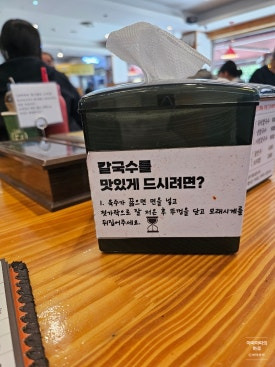 칼국수를
맛있게 드시려면?
1. 육수가 끓으면 면을 넣고
젓가락으로 잘 저은 후 뚜껑을 닫고 모래시계를
뒤집어주세요.